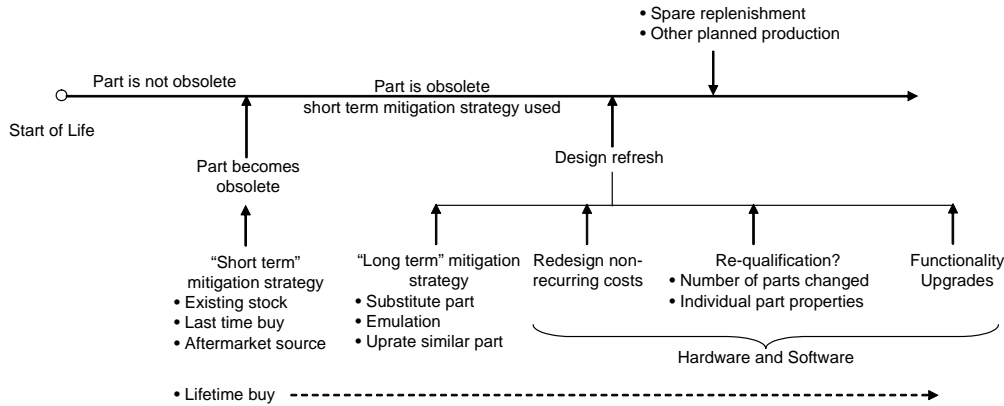 • Spare replenishment
• Other planned production
Part is not obsolete
Part is obsolete
short term mitigation strategy used
Start of Life
Part becomes
obsolete
Design refresh
"Short term"
mitigation strategy
• Existing stock
• Last time buy
• Aftermarket source
"Long term" mitigation
strategy
• Substitute part
• Emulation
• Uprate similar part
Redesign non-
recurring costs
Re-qualification?
• Number of parts changed
• Individual part properties
Functionality
Upgrades
Hardware and Software
• Lifetime buy